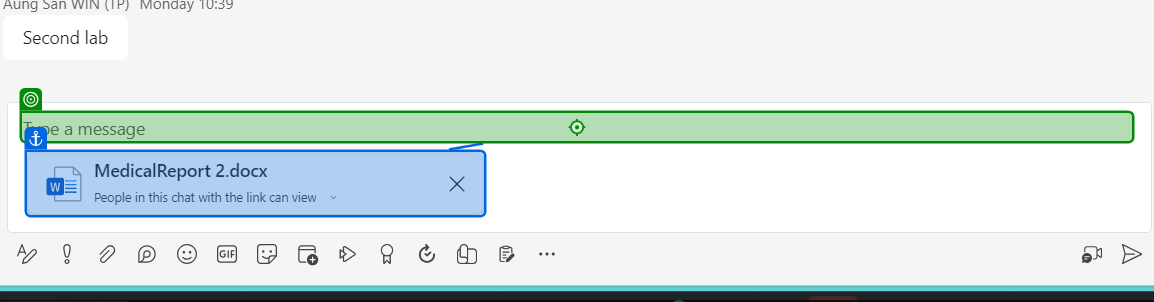 Aung San WIN (TP) Monday 10:39
Second lab
Type a message
W
MedicalReport 2.docx
People in this chat with the link can view
GIF